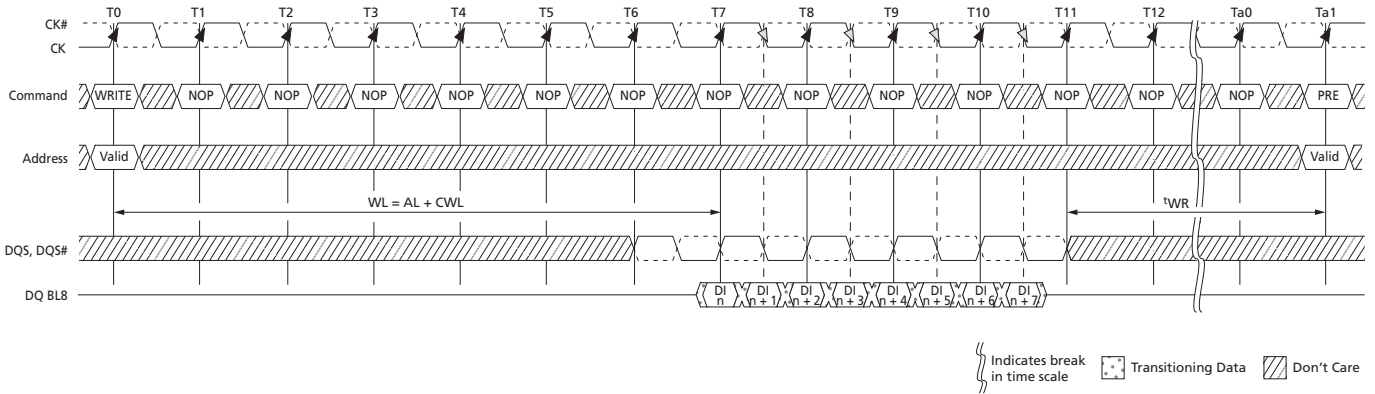 T0 T1 T2 T3 T4 T5 T6 T7 T8 T9 T10 T11 T12 Ta0 Ta1
CK#
CK
Command WRITE NOP NOP NOP NOP NOP NOP NOP NOP NOP NOP NOP NOP NOP PRE
Address Valid Valid
WL = AL + CWL tWR
DQS, DQS#
DQ BL8 DI n DI n + 1 DI n + 2 DI n + 3 DI n + 4 DI n + 5 DI n + 6 DI n + 7
Indicates break
in time scale
Transitioning Data
Don't Care